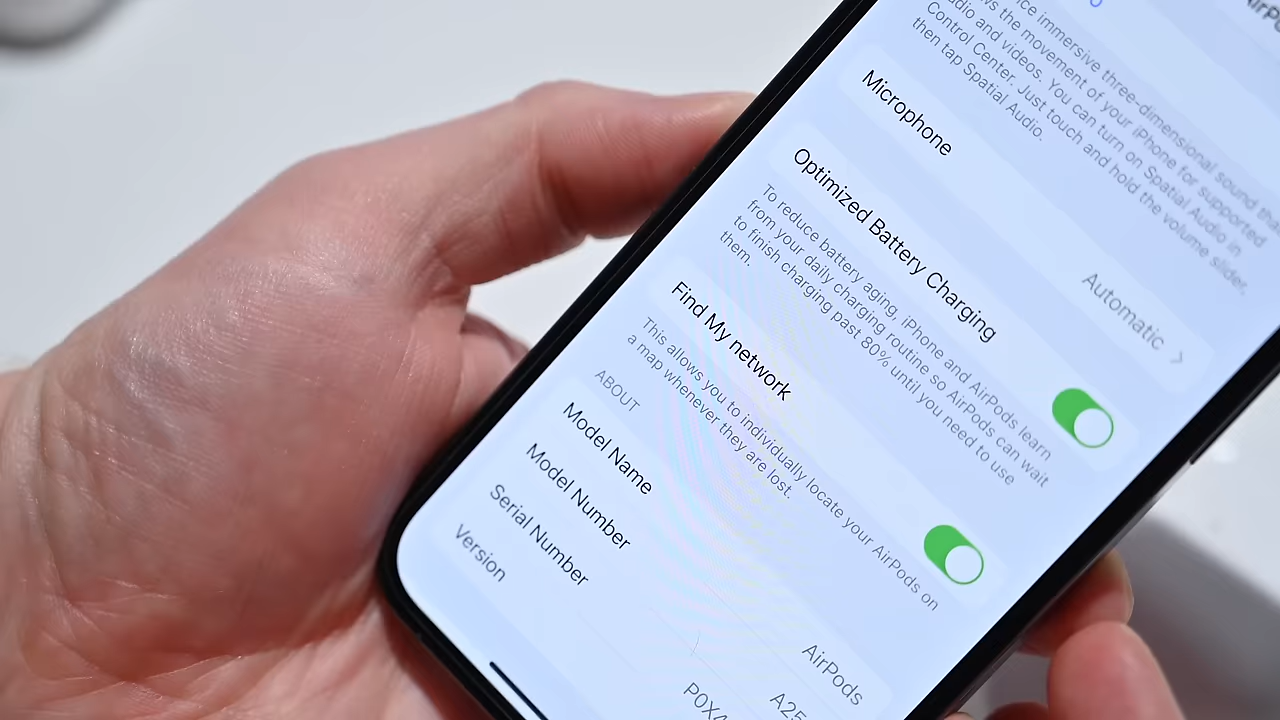 immersive three-dimensional sound
the movement of your iPhone for supported
and videos. You can turn on Spatial Audio in
Control Center. Just touch and hold the volume slider,
then tap Spatial Audio.
Microphone
Automatic
Optimized Battery Charging
To reduce battery aging, iPhone and AirPods learn
from your daily charging routine so AirPods can wait
to finish charging past 80% until you need to use
them.
Find My network
This allows you to individually locate your AirPods on
a map whenever they are lost.
ABOUT
Model Name
AirPods
Model Number
A25
Serial Number
P0X4
Version